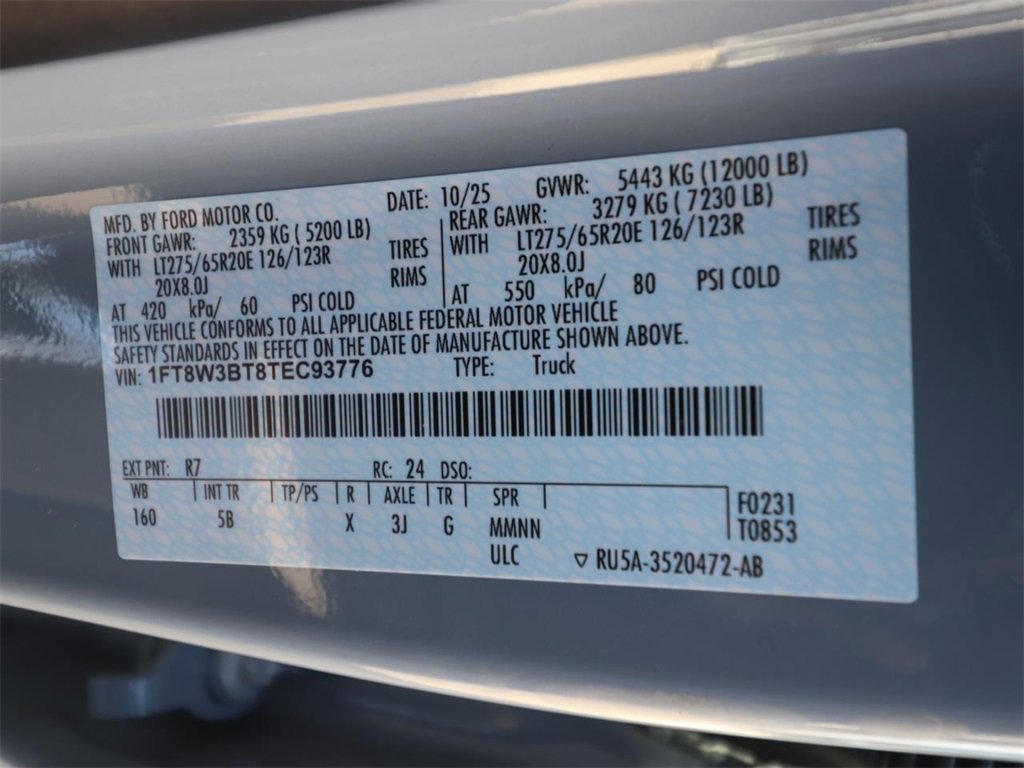 MFD. BY FORD MOTOR CO. DATE: 10/25 GVWR: 5443 KG (12000 LB)
FRONT GAWR: 2359 KG ( 5200 LB) REAR GAWR: 3279 KG ( 7230 LB)
WITH LT275/65R20E 126/123R TIRES WITH LT275/65R20E 126/123R TIRES
20X8.0J RIMS 20X8.0J RIMS
AT 420 kPa/ 60 PSI COLD AT 550 kPa/ 80 PSI COLD
THIS VEHICLE CONFORMS TO ALL APPLICABLE FEDERAL MOTOR VEHICLE
SAFETY STANDARDS IN EFFECT ON THE DATE OF MANUFACTURE SHOWN ABOVE.
VIN: 1FT8W3BT8TEC93776 TYPE: Truck
EXT PNT: R7 RC: 24 DSO:
WB INT TR TP/PS R AXLE TR SPR F0231
160 5B X 3J G MMNN T0853
ULC ▽ RU5A-3520472-AB